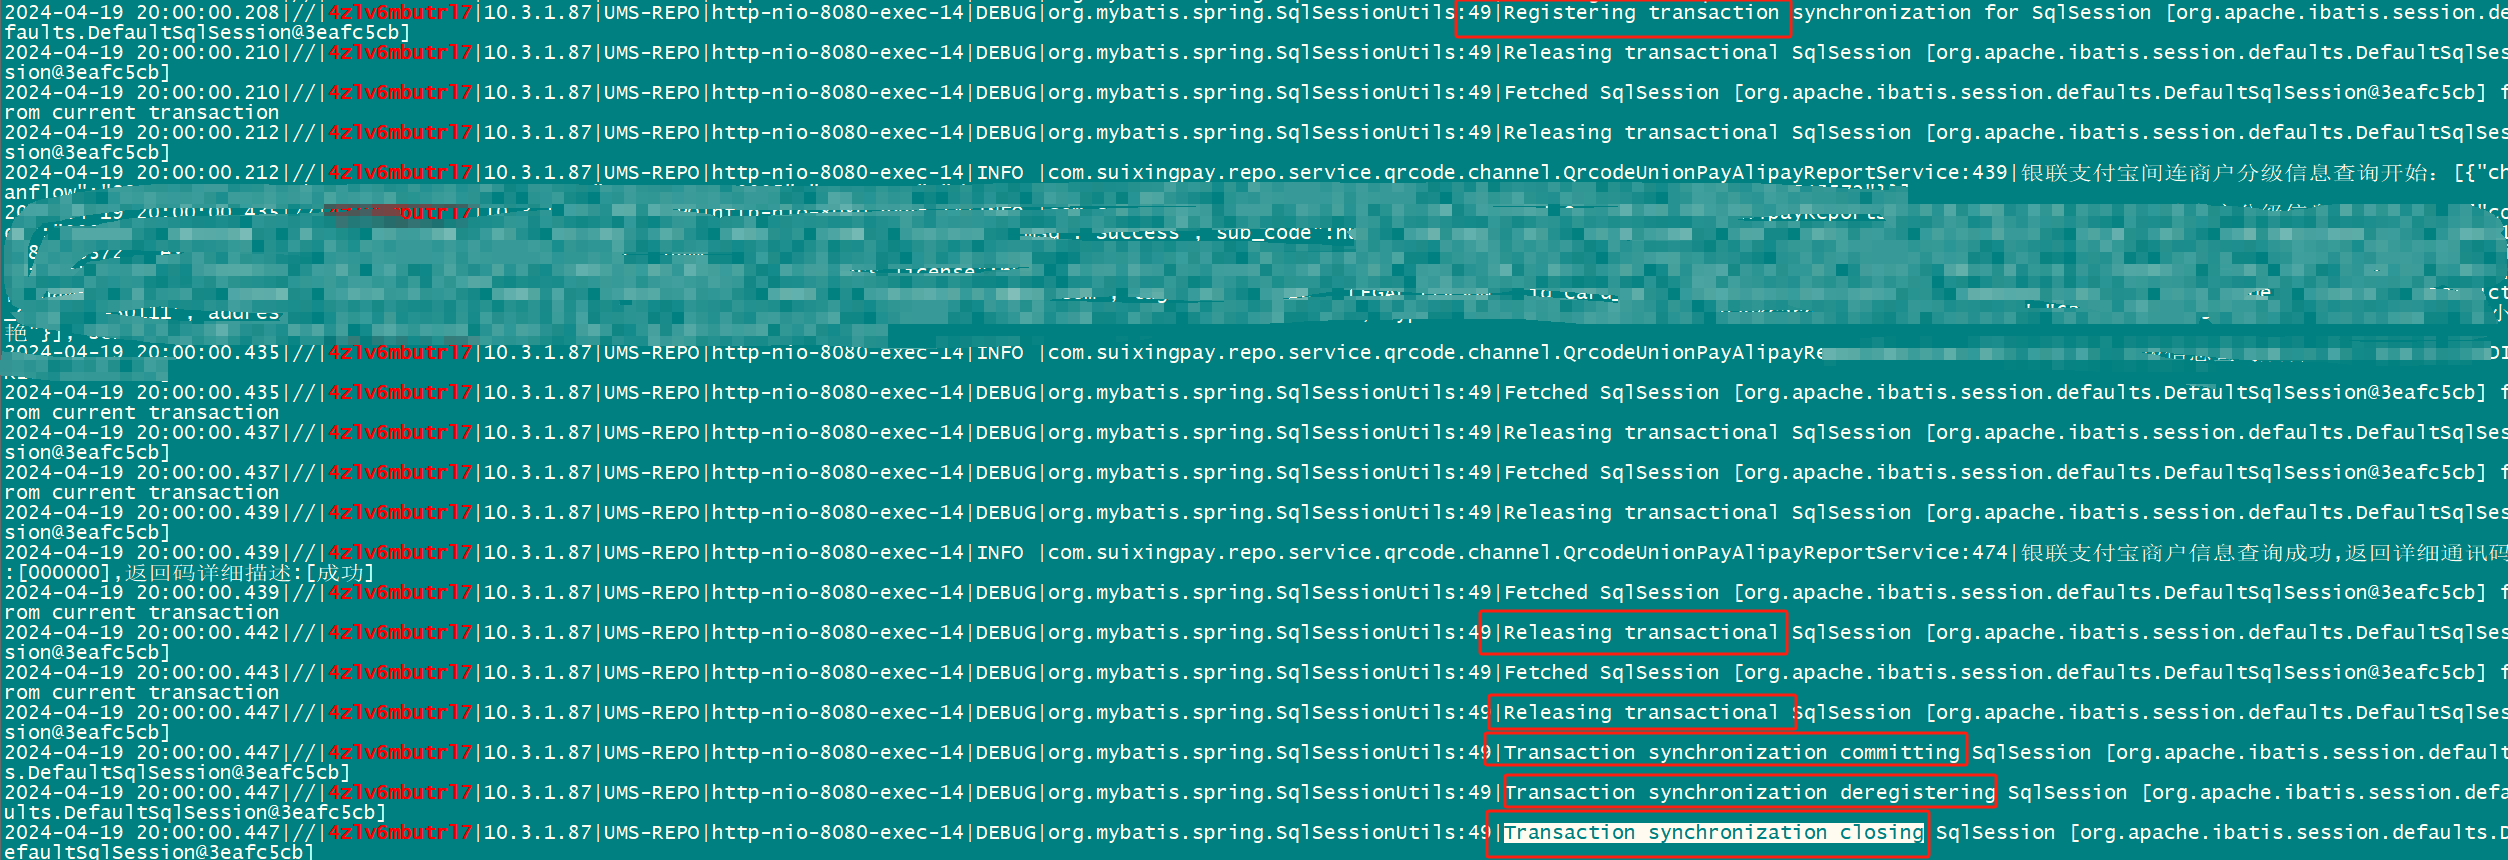 2024-04-19 20:00:00.208|//|4zlv6mbutrl7|10.3.1.87|UMS-REPO|http-nio-8080-exec-14|DEBUG|org.mybatis.spring.SqlSessionUtils:49|Registering transaction synchronization for SqlSession [org.apache.ibatis.session.de
faults.DefaultSqlSession@3eafc5cb]
2024-04-19 20:00:00.210|//|4zlv6mbutrl7|10.3.1.87|UMS-REPO|http-nio-8080-exec-14|DEBUG|org.mybatis.spring.SqlSessionUtils:49|Releasing transactional SqlSession [org.apache.ibatis.session.defaults.DefaultSqlSes
sion@3eafc5cb]
2024-04-19 20:00:00.210|//|4zlv6mbutrl7|10.3.1.87|UMS-REPO|http-nio-8080-exec-14|DEBUG|org.mybatis.spring.SqlSessionUtils:49|Fetched SqlSession [org.apache.ibatis.session.defaults.DefaultSqlSession@3eafc5cb] f
rom current transaction
2024-04-19 20:00:00.212|//|4zlv6mbutrl7|10.3.1.87|UMS-REPO|http-nio-8080-exec-14|DEBUG|org.mybatis.spring.SqlSessionUtils:49|Releasing transactional SqlSession [org.apache.ibatis.session.defaults.DefaultSqlSes
sion@3eafc5cb]
2024-04-19 20:00:00.212|//|4zlv6mbutrl7|10.3.1.87|UMS-REPO|http-nio-8080-exec-14|INFO |com.suixingpay.repo.service.qrcode.channel.QrcodeUnionPayAlipayReportService:439|银联支付宝间连商户分级信息查询开始: [{"ch
anflow":
mbutrl7
"success", "sub_code":
license
addres
艳"}],
2024-04-19 20:00:00.435|//|4zlv6mbutrl7|10.3.1.87|UMS-REPO|http-nio-8080-exec-14|INFO |com.suixingpay.repo.service.qrcode.channel.QrcodeUnionPayAlipayRe
2024-04-19 20:00:00.435|//|4zlv6mbutrl7|10.3.1.87|UMS-REPO|http-nio-8080-exec-14|DEBUG|org.mybatis.spring.SqlSessionUtils:49|Fetched SqlSession [org.apache.ibatis.session.defaults.DefaultSqlSession@3eafc5cb] f
rom current transaction
2024-04-19 20:00:00.437|//|4zlv6mbutrl7|10.3.1.87|UMS-REPO|http-nio-8080-exec-14|DEBUG|org.mybatis.spring.SqlSessionUtils:49|Releasing transactional SqlSession [org.apache.ibatis.session.defaults.DefaultSqlSes
sion@3eafc5cb]
2024-04-19 20:00:00.437|//|4zlv6mbutrl7|10.3.1.87|UMS-REPO|http-nio-8080-exec-14|DEBUG|org.mybatis.spring.SqlSessionUtils:49|Fetched SqlSession [org.apache.ibatis.session.defaults.DefaultSqlSession@3eafc5cb] f
rom current transaction
2024-04-19 20:00:00.439|//|4zlv6mbutrl7|10.3.1.87|UMS-REPO|http-nio-8080-exec-14|DEBUG|org.mybatis.spring.SqlSessionUtils:49|Releasing transactional SqlSession [org.apache.ibatis.session.defaults.DefaultSqlSes
sion@3eafc5cb]
2024-04-19 20:00:00.439|//|4zlv6mbutrl7|10.3.1.87|UMS-REPO|http-nio-8080-exec-14|INFO |com.suixingpay.repo.service.qrcode.channel.QrcodeUnionPayAlipayReportService:474|银联支付宝商户信息查询成功,返回详细通讯码
:[000000],返回码详细描述:[成功]
2024-04-19 20:00:00.439|//|4zlv6mbutrl7|10.3.1.87|UMS-REPO|http-nio-8080-exec-14|DEBUG|org.mybatis.spring.SqlSessionUtils:49|Fetched SqlSession [org.apache.ibatis.session.defaults.DefaultSqlSession@3eafc5cb] f
rom current transaction
2024-04-19 20:00:00.442|//|4zlv6mbutrl7|10.3.1.87|UMS-REPO|http-nio-8080-exec-14|DEBUG|org.mybatis.spring.SqlSessionUtils:49|Releasing transactional SqlSession [org.apache.ibatis.session.defaults.DefaultSqlSes
sion@3eafc5cb]
2024-04-19 20:00:00.443|//|4zlv6mbutrl7|10.3.1.87|UMS-REPO|http-nio-8080-exec-14|DEBUG|org.mybatis.spring.SqlSessionUtils:49|Fetched SqlSession [org.apache.ibatis.session.defaults.DefaultSqlSession@3eafc5cb] f
rom current transaction
2024-04-19 20:00:00.447|//|4zlv6mbutrl7|10.3.1.87|UMS-REPO|http-nio-8080-exec-14|DEBUG|org.mybatis.spring.SqlSessionUtils:49|Releasing transactional SqlSession [org.apache.ibatis.session.defaults.DefaultSqlSes
sion@3eafc5cb]
2024-04-19 20:00:00.447|//|4zlv6mbutrl7|10.3.1.87|UMS-REPO|http-nio-8080-exec-14|DEBUG|org.mybatis.spring.SqlSessionUtils:49|Transaction synchronization committing SqlSession [org.apache.ibatis.session.default
s.DefaultSqlSession@3eafc5cb]
2024-04-19 20:00:00.447|//|4zlv6mbutrl7|10.3.1.87|UMS-REPO|http-nio-8080-exec-14|DEBUG|org.mybatis.spring.SqlSessionUtils:49|Transaction synchronization deregistering SqlSession [org.apache.ibatis.session.defa
ults.DefaultSqlSession@3eafc5cb]
2024-04-19 20:00:00.447|//|4zlv6mbutrl7|10.3.1.87|UMS-REPO|http-nio-8080-exec-14|DEBUG|org.mybatis.spring.SqlSessionUtils:49|Transaction synchronization closing SqlSession [org.apache.ibatis.session.defaults.D
efaultSqlSession@3eafc5cb]